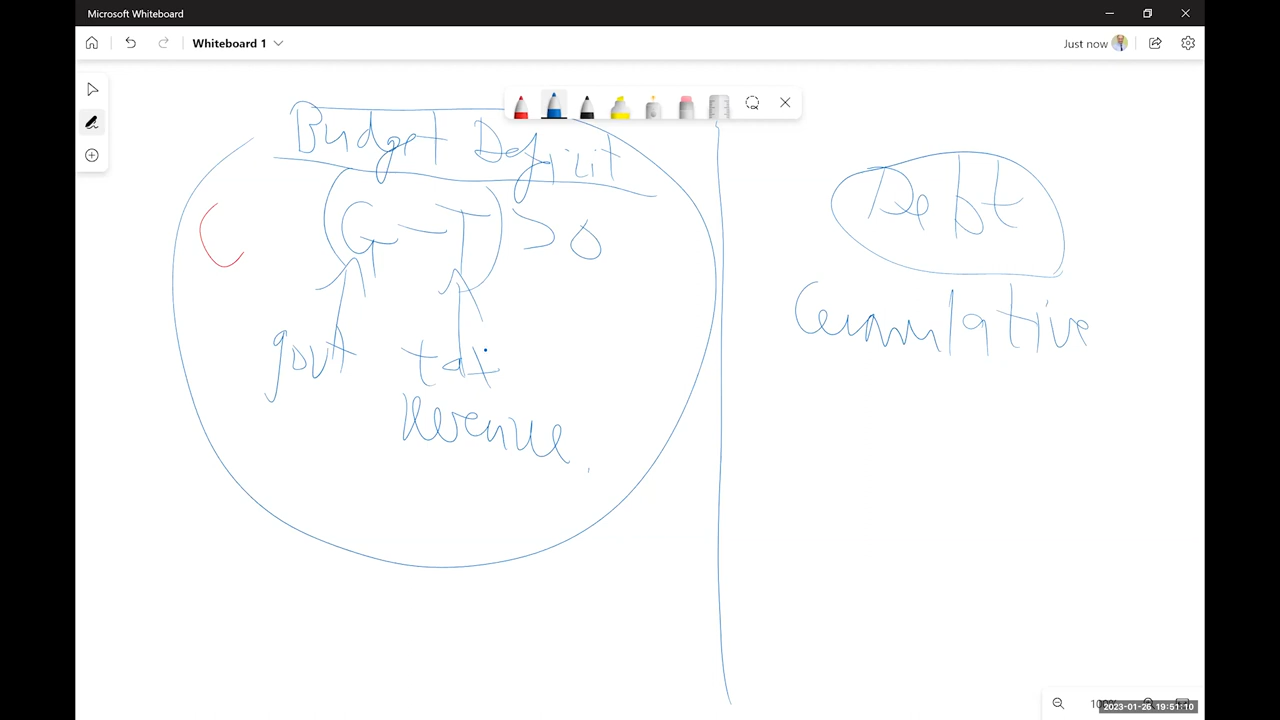 Microsoft Whiteboard
Whiteboard 1
Just now
Budget Deficit
(G-T) > 0
govt tax
revenue
Debt
Cumulative
2023-01-26 19:51:10